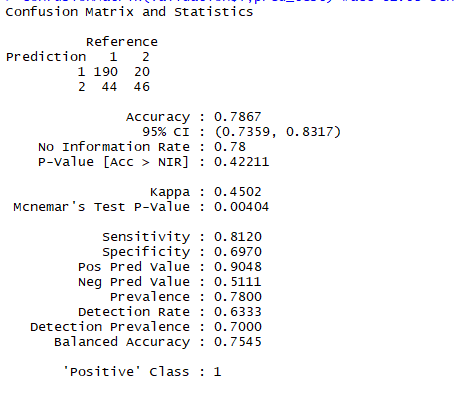 Confusion Matrix and Statistics
Reference
Prediction 1 2
1 190 20
2 44 46
Accuracy : 0.7867
95% CI : (0.7359, 0.8317)
No Information Rate : 0.78
P-Value [Acc > NIR] : 0.42211
Kappa : 0.4502
Mcnemar's Test P-Value : 0.00404
Sensitivity : 0.8120
Specificity : 0.6970
Pos Pred Value : 0.9048
Neg Pred Value : 0.5111
Prevalence : 0.7800
Detection Rate : 0.6333
Detection Prevalence : 0.7000
Balanced Accuracy : 0.7545
'Positive' Class : 1